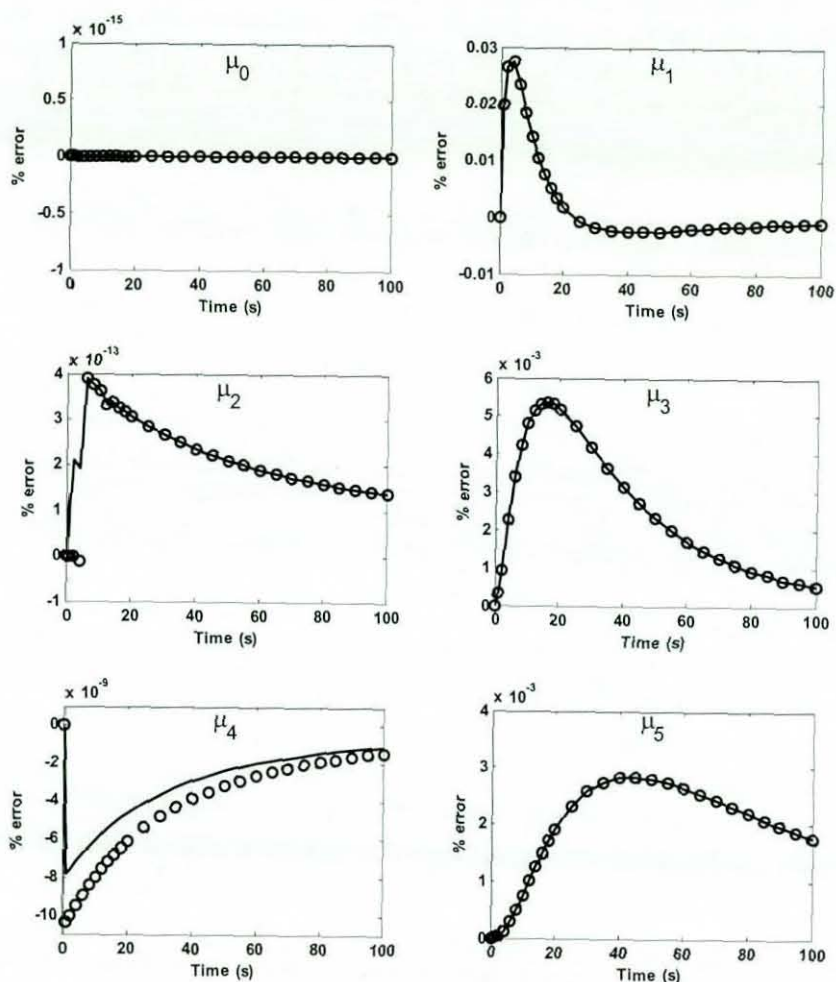 x 10^-15
1
μ0
0.5
% error
0
-0.5
-1
0 20 40 60 80 100
Time (s)
0.03
μ1
0.02
% error
0.01
0
-0.01
0 20 40 60 80 100
Time (s)
x 10^-13
4
μ2
3
% error
2
1
0
-1
0 20 40 60 80 100
Time (s)
x 10^-3
6
μ3
5
4
% error
3
2
1
0
0 20 40 60 80 100
Time (s)
x 10^-9
0
μ4
-2
% error
-4
-6
-8
-10
0 20 40 60 80 100
Time (s)
x 10^-3
4
μ5
3
% error
2
1
0
0 20 40 60 80 100
Time (s)